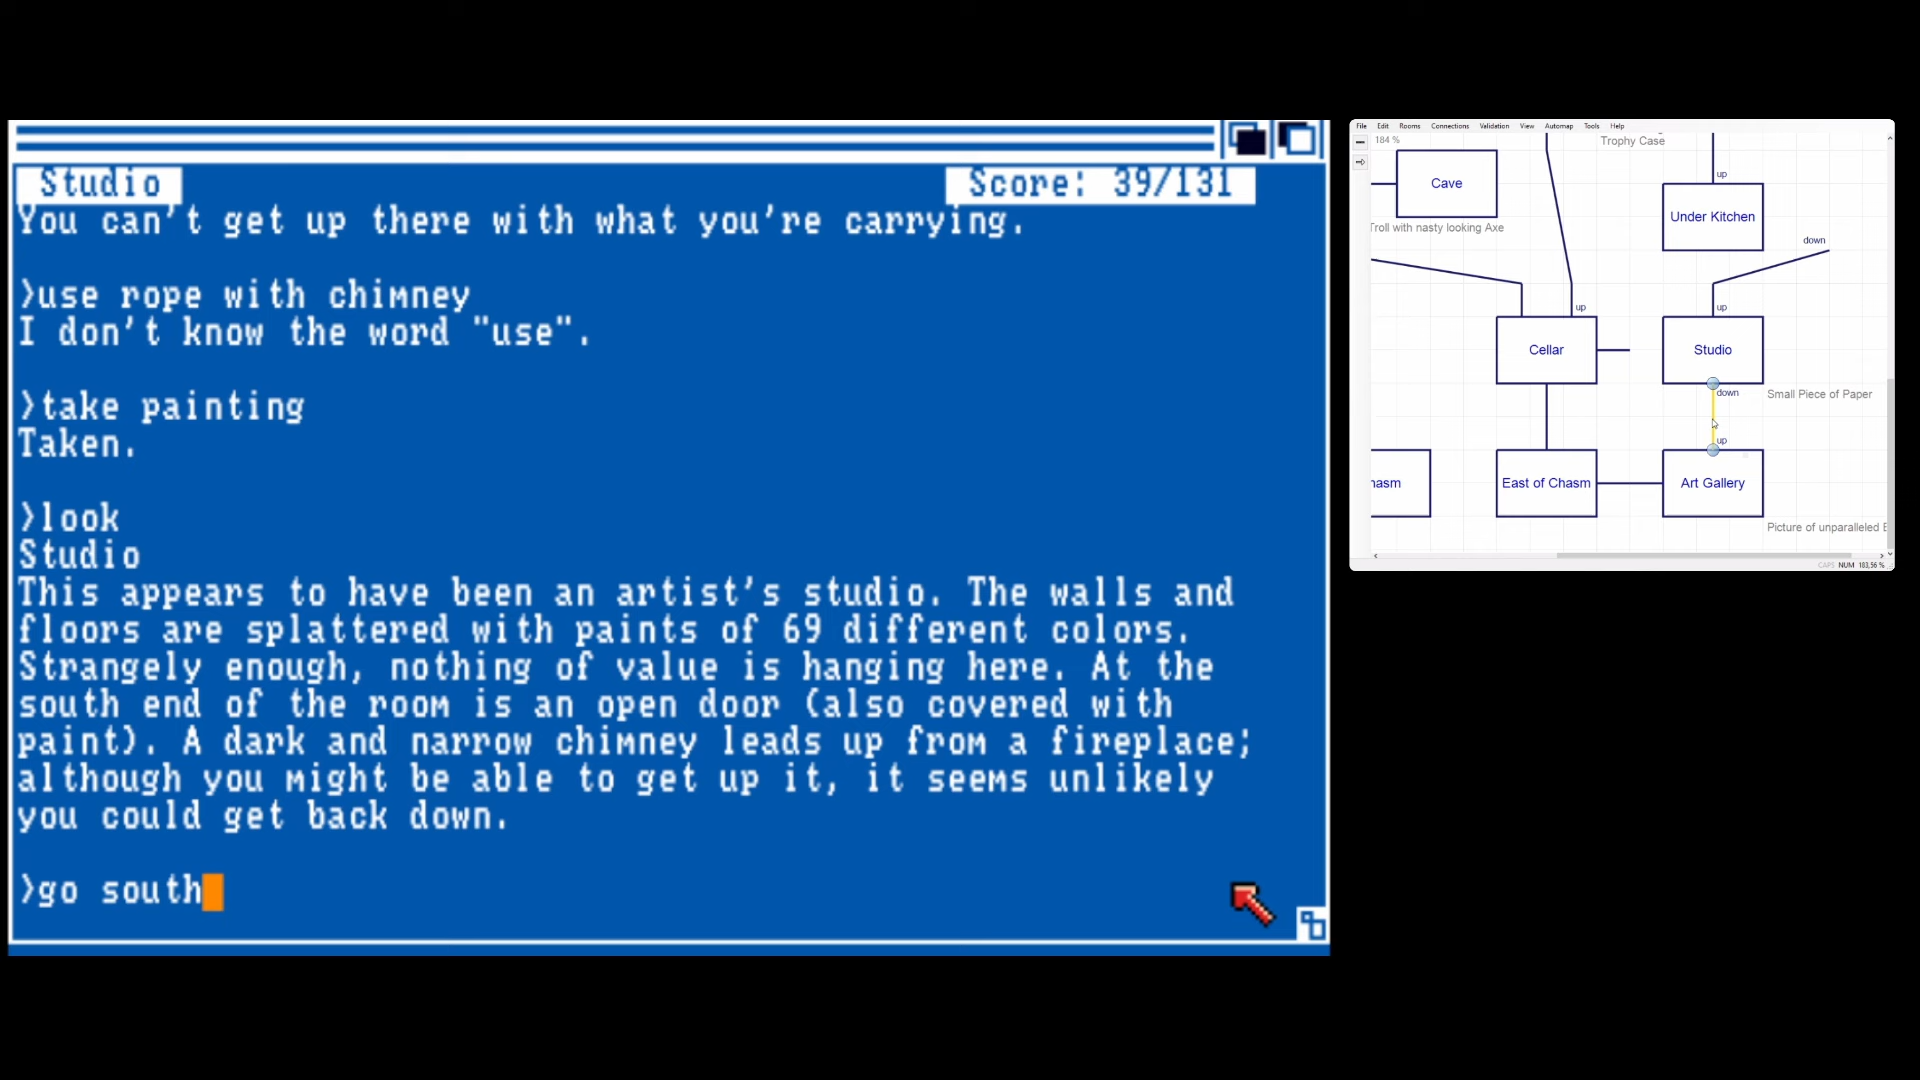 Studio
Score: 39/131
You can't get up there with what you're carrying.
>use rope with chimney
I don't know the word "use".
>take painting
Taken.
>look
Studio
This appears to have been an artist's studio. The walls and
floors are splattered with paints of 69 different colors.
Strangely enough, nothing of value is hanging here. At the
south end of the room is an open door (also covered with
paint). A dark and narrow chimney leads up from a fireplace;
although you might be able to get up it, it seems unlikely
you could get back down.
>go south
File Edit Rooms Connections Validation View Automap Tools Help
184 %
Trophy Case
Cave
up
Under Kitchen
Troll with nasty looking Axe
down
up
up
Cellar
Studio
down
Small Piece of Paper
up
hasm
East of Chasm
Art Gallery
Picture of unparalleled
CAPS NUM 183,56 %